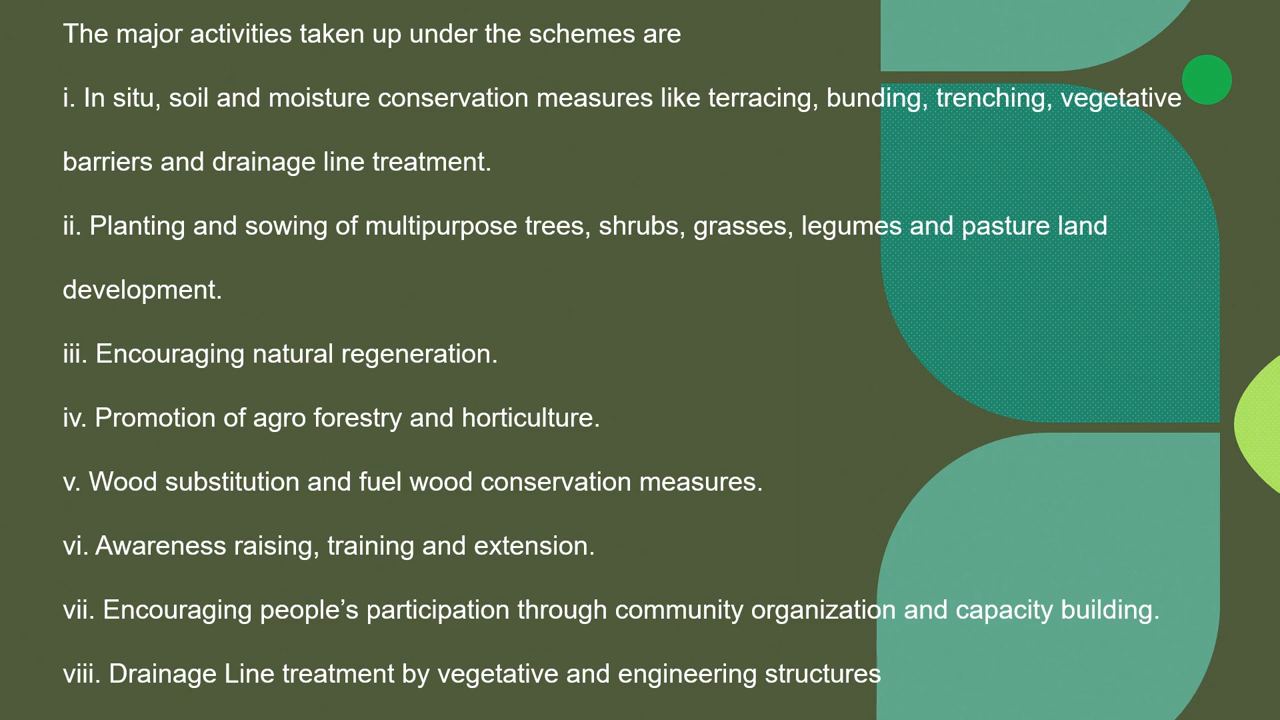 The major activities taken up under the schemes are
i. In situ, soil and moisture conservation measures like terracing, bunding, trenching, vegetative
barriers and drainage line treatment.
ii. Planting and sowing of multipurpose trees, shrubs, grasses, legumes and pasture land
development.
iii. Encouraging natural regeneration.
iv. Promotion of agro forestry and horticulture.
v. Wood substitution and fuel wood conservation measures.
vi. Awareness raising, training and extension.
vii. Encouraging people’s participation through community organization and capacity building.
viii. Drainage Line treatment by vegetative and engineering structures